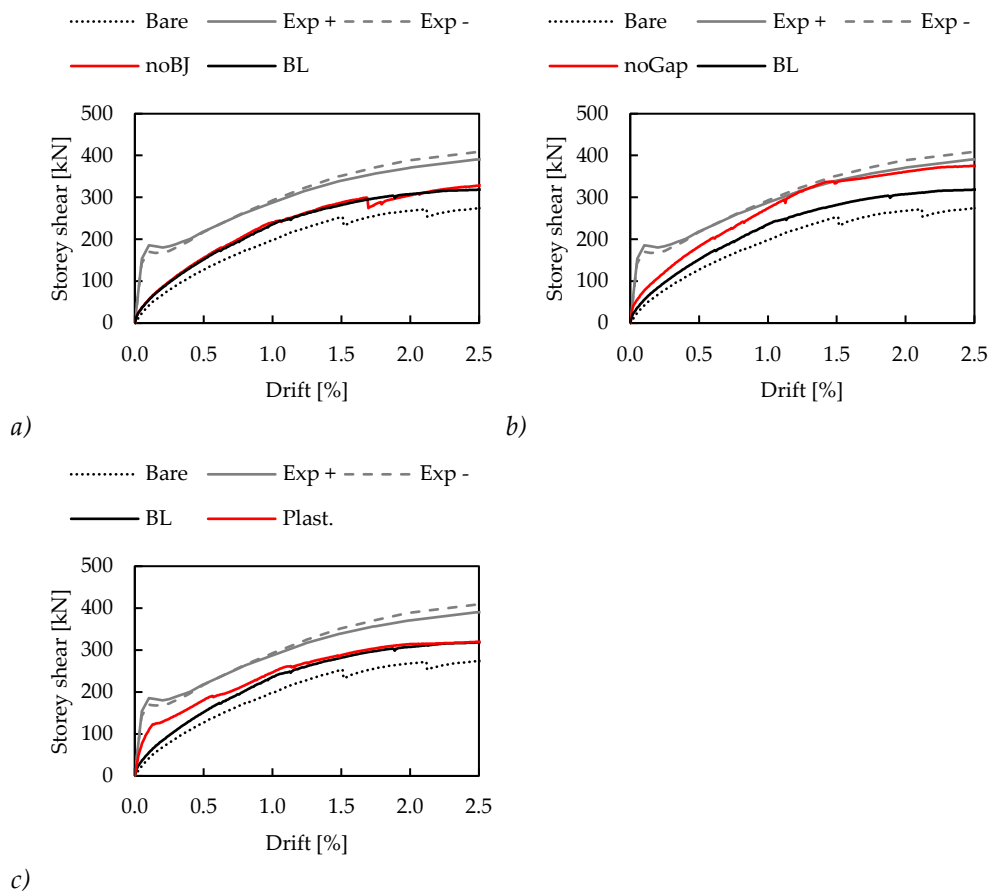 Bare Exp + Exp -
noBJ BL
500
400
300
200
100
0
Storey shear [kN]
0.0 0.5 1.0 1.5 2.0 2.5
Drift [%]
a)
Bare Exp + Exp -
noGap BL
500
400
300
200
100
0
Storey shear [kN]
0.0 0.5 1.0 1.5 2.0 2.5
Drift [%]
b)
Bare Exp + Exp -
BL Plast.
500
400
300
200
100
0
Storey shear [kN]
0.0 0.5 1.0 1.5 2.0 2.5
Drift [%]
c)